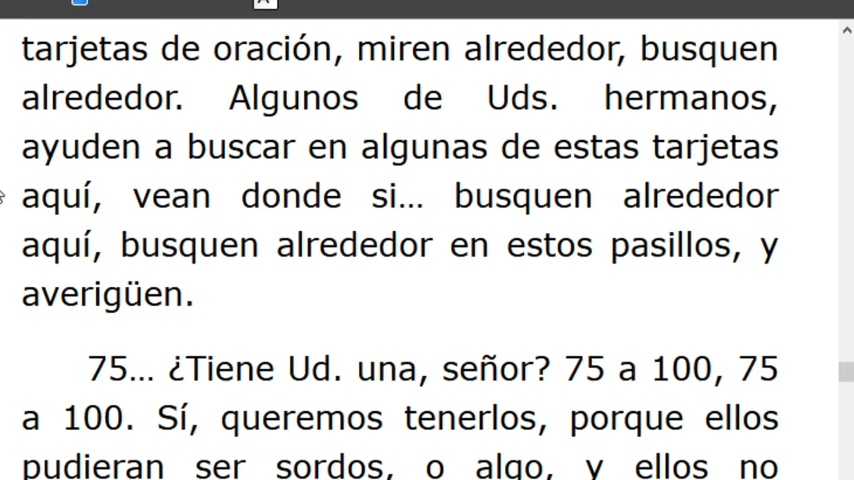 tarjetas de oración, miren alrededor, busquen
alrededor. Algunos de Uds. hermanos,
ayuden a buscar en algunas de estas tarjetas
aquí, vean donde si... busquen alrededor
aquí, busquen alrededor en estos pasillos, y
averigüen.
75... ¿Tiene Ud. una, señor? 75 a 100, 75
a 100. Sí, queremos tenerlos, porque ellos
pudieran ser sordos, o algo, y ellos no